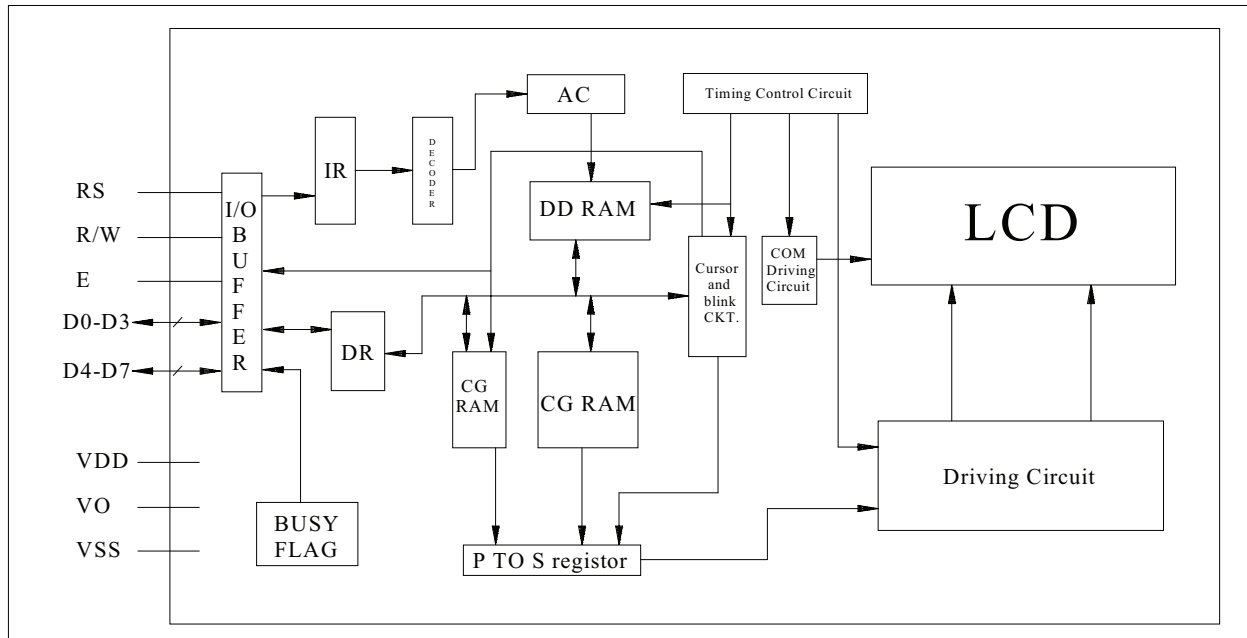 AC
Timing Control Circuit
DECODER
IR
RS
I/O BUFFER
DD RAM
LCD
R/W
COM
Driving
Circuit
Cursor
and
blink
CKT.
E
D0-D3
DR
D4-D7
CG
RAM
CG RAM
VDD
Driving Circuit
VO
BUSY
FLAG
VSS
P TO S registor